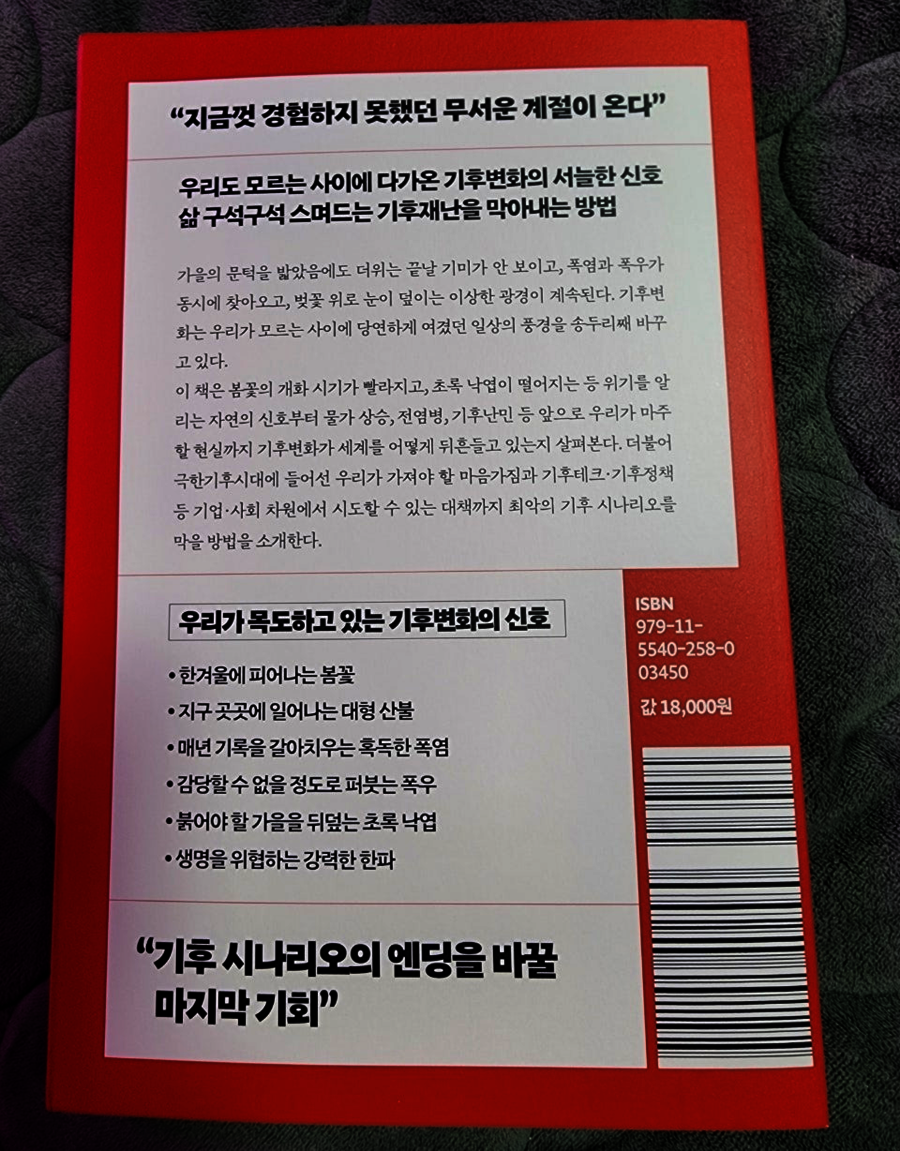 “지금껏 경험하지 못했던 무서운 계절이 온다”
우리도 모르는 사이에 다가온 기후변화의 서늘한 신호
삶 구석구석 스며드는 기후재난을 막아내는 방법
가을의 문턱을 밟았음에도 더위는 끝날 기미가 안 보이고, 폭염과 폭우가
동시에 찾아오고, 벚꽃 위로 눈이 덮이는 이상한 광경이 계속된다. 기후변
화는 우리가 모르는 사이에 당연하게 여겼던 일상의 풍경을 송두리째 바꾸
고 있다.
이 책은 봄꽃의 개화 시기가 빨라지고, 초록 낙엽이 떨어지는 등 위기를 알
리는 자연의 신호부터 물가 상승, 전염병, 기후난민 등 앞으로 우리가 마주
할 현실까지 기후변화가 세계를 어떻게 뒤흔들고 있는지 살펴본다. 더불어
극한기후시대에 들어선 우리가 가져야 할 마음가짐과 기후테크·기후정책
등 기업·사회 차원에서 시도할 수 있는 대책까지 최악의 기후 시나리오를
막을 방법을 소개한다.
우리가 목도하고 있는 기후변화의 신호
• 한겨울에 피어나는 봄꽃
• 지구 곳곳에 일어나는 대형 산불
• 매년 기록을 갈아치우는 혹독한 폭염
• 감당할 수 없을 정도로 퍼붓는 폭우
• 붉어야 할 가을을 뒤덮는 초록 낙엽
• 생명을 위협하는 강력한 한파
“기후 시나리오의 엔딩을 바꿀
마지막 기회”
ISBN
979-11-
5540-258-0
03450
값 18,000원